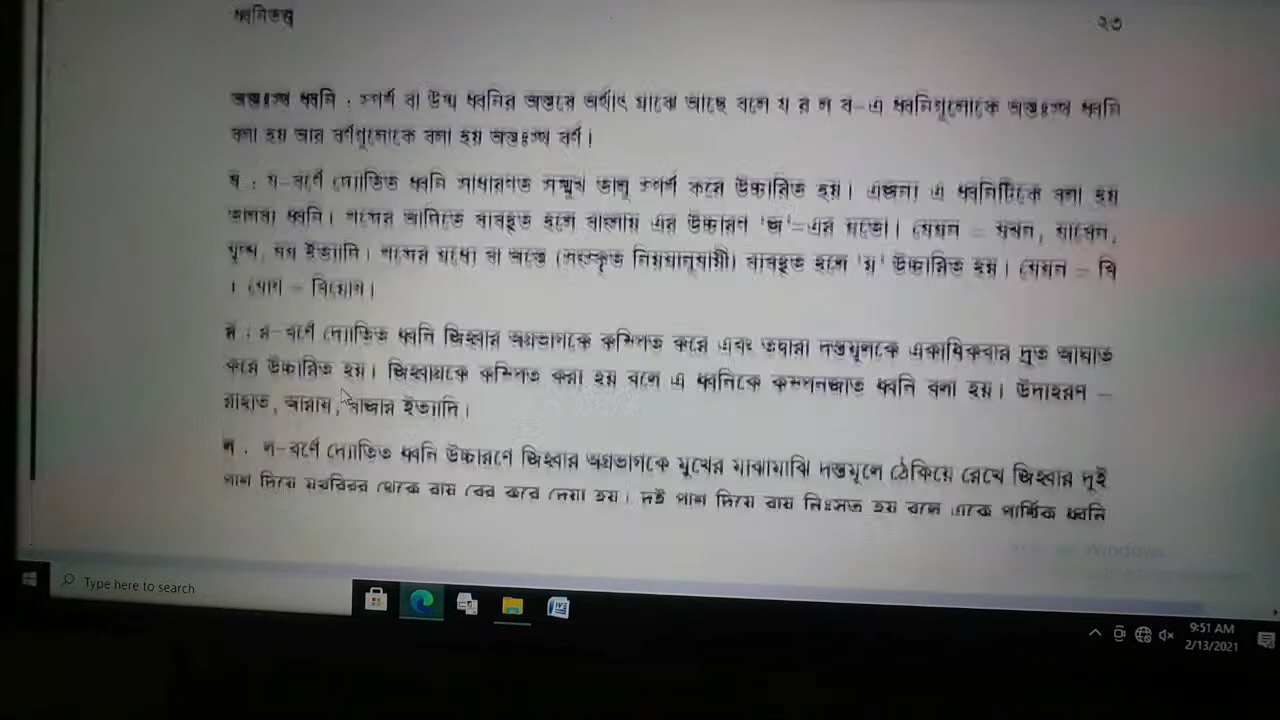 ধ্বনিতত্ত্ব ২৩
অন্তঃস্থ ধ্বনি : স্পর্শ বা উষ্ম ধ্বনির অন্তরে অর্থাৎ মাঝে আছে বলে য র ল ব-এ ধ্বনিগুলোকে অন্তঃস্থ ধ্বনি
বলা হয় আর বর্ণগুলোকে বলা হয় অন্তঃস্থ বর্ণ।
য : য-বর্ণে দ্যোতিত ধ্বনি সাধারণত সম্মুখ তালু স্পর্শ করে উচ্চারিত হয়। এজন্য এ ধ্বনিটিকে বলা হয়
তালব্য ধ্বনি। শব্দের আদিতে ব্যবহৃত হলে বাংলায় এর উচ্চারণ 'জ'-এর মতো। যেমন – যখন, যাবেন,
যুদ্ধ, যম ইত্যাদি। শব্দের মধ্যে বা অন্তে (সংস্কৃত নিয়মানুযায়ী) ব্যবহৃত হলে 'য়' উচ্চারিত হয়। যেমন – বি
+ যোগ = বিয়োগ।
র : র-বর্ণে দ্যোতিত ধ্বনি জিহ্বার অগ্রভাগকে কম্পিত করে এবং তদ্বারা দন্তমূলকে একাধিকবার দ্রুত আঘাত
করে উচ্চারিত হয়। জিহ্বাগ্রকে কম্পিত করা হয় বলে এ ধ্বনিকে কম্পনজাত ধ্বনি বলা হয়। উদাহরণ –
রাহাত, আরাম, বাজার ইত্যাদি।
ল : ল-বর্ণে দ্যোতিত ধ্বনি উচ্চারণে জিহ্বার অগ্রভাগকে মুখের মাঝামাঝি দন্তমূলে ঠেকিয়ে রেখে জিহ্বার দুই
পাশ দিয়ে মুখবিবর থেকে বায়ু বের করে দেয়া হয়। দুই পাশ দিয়ে বায়ু নিঃসৃত হয় বলে একে পার্শ্বিক ধ্বনি
Windows
Type here to search
9:51 AM
2/13/2021